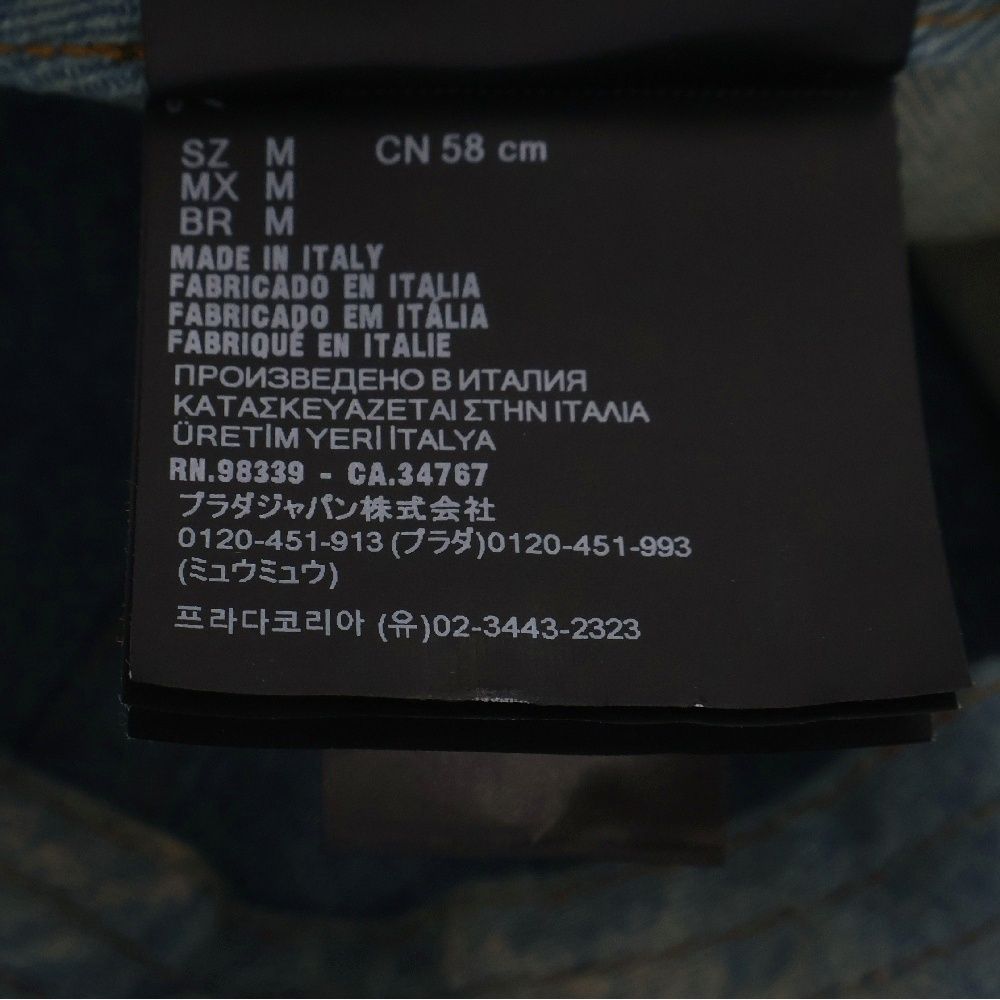 SZ M CN 58 cm
MX M
BR M
MADE IN ITALY
FABRICADO EN ITALIA
FABRICADO EM ITÁLIA
FABRIQUÉ EN ITALIE
ПРОИЗВЕДЕНО В ИТАЛИЯ
ΚΑΤΑΣΚΕΥΑΖΕΤΑΙ ΣΤΗΝ ΙΤΑΛΙΑ
ÜRETİM YERİ İTALYA
RN.98339 - CA.34767
プラダジャパン株式会社
0120-451-913 (プラダ)0120-451-993
(ミュウミュウ)
프라다코리아 (유)02-3443-2323